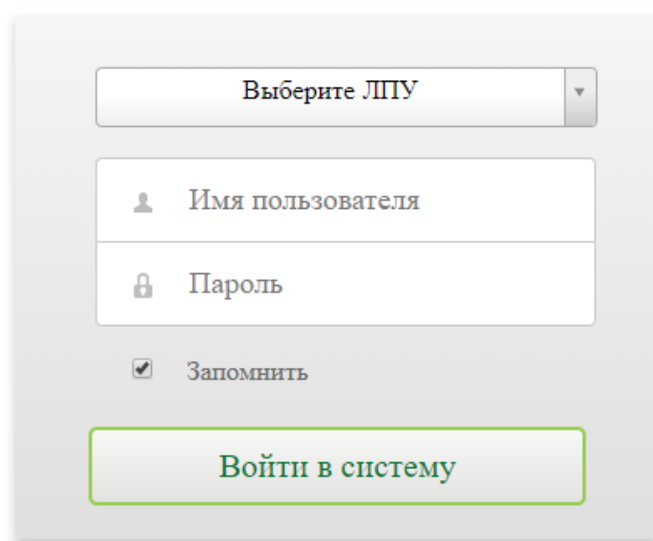 Выберите ЛПУ
Имя пользователя
Пароль
Запомнить
Войти в систему